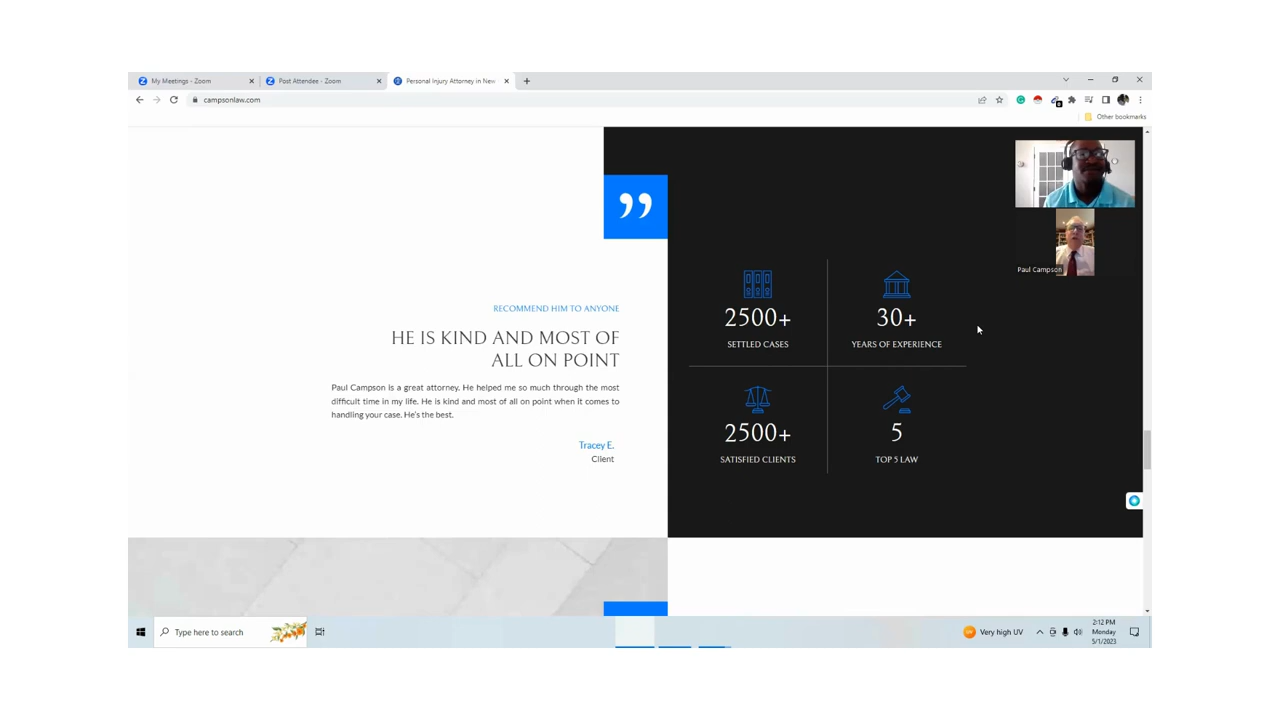 My Meetings - Zoom
Post Attendee - Zoom
Personal Injury Attorney in New
campsonlaw.com
Other bookmarks
”
Paul Campson
RECOMMEND HIM TO ANYONE
HE IS KIND AND MOST OF
ALL ON POINT
Paul Campson is a great attorney. He helped me so much through the most
difficult time in my life. He is kind and most of all on point when it comes to
handling your case. He's the best.
Tracey E.
Client
2500+
SETTLED CASES
30+
YEARS OF EXPERIENCE
2500+
SATISFIED CLIENTS
5
TOP 5 LAW
Type here to search
Very high UV
2:12 PM
Monday
5/1/2023